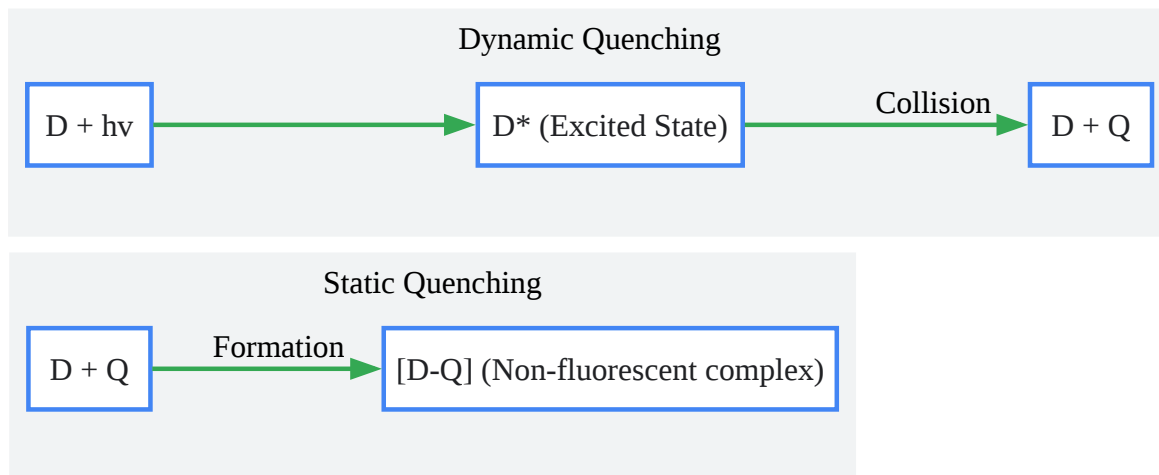 Dynamic Quenching
D + hv
D* (Excited State)
Collision
D + Q
Static Quenching
D + Q
Formation
[D-Q] (Non-fluorescent complex)